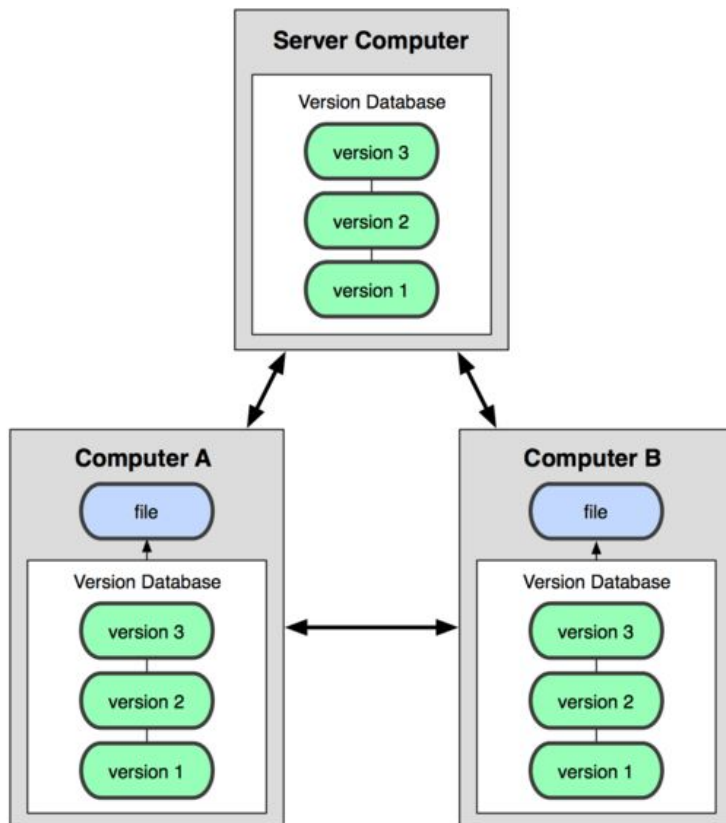 Server Computer
Version Database
version 3
version 2
version 1
Computer A
file
Version Database
version 3
version 2
version 1
Computer B
file
Version Database
version 3
version 2
version 1